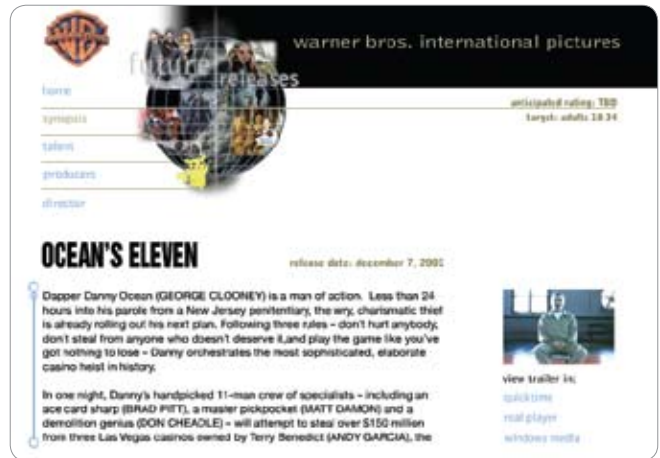 WB
warner bros. international pictures
future
releases
home
synopsis
talent
producers
director
anticipated rating: TBD
target: adults 18-34
OCEAN'S ELEVEN
release date: december 7, 2001
Dapper Danny Ocean (GEORGE CLOONEY) is a man of action. Less than 24
hours into his parole from a New Jersey penitentiary, the wry, charismatic thief
is already rolling out his next plan. Following three rules – don't hurt anybody,
don't steal from anyone who doesn't deserve it,and play the game like you've
got nothing to lose – Danny orchestrates the most sophisticated, elaborate
casino heist in history.
In one night, Danny's handpicked 11-man crew of specialists – including an
ace card sharp (BRAD PITT), a master pickpocket (MATT DAMON) and a
demolition genius (DON CHEADLE) – will attempt to steal over $150 million
from three Las Vegas casinos owned by Terry Benedict (ANDY GARCIA), the
view trailer in:
quicktime
real player
windows media